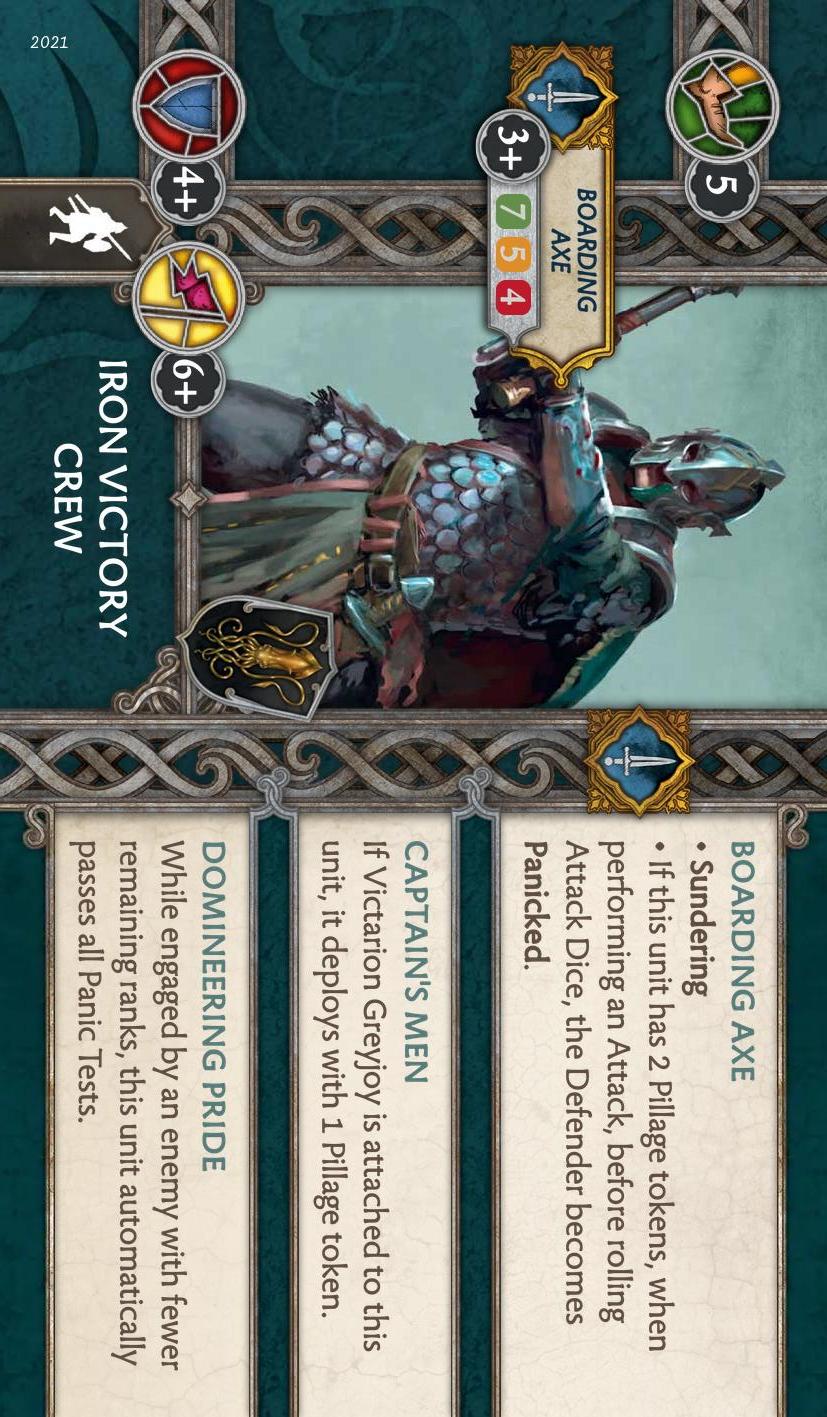 5
BOARDING
AXE
3+
7 5 4
4+
6+
IRON VICTORY
CREW
BOARDING AXE
• Sundering
• If this unit has 2 Pillage tokens, when
performing an Attack, before rolling
Attack Dice, the Defender becomes
Panicked.
CAPTAIN'S MEN
If Victarion Greyjoy is attached to this
unit, it deploys with 1 Pillage token.
DOMINEERING PRIDE
While engaged by an enemy with fewer
remaining ranks, this unit automatically
passes all Panic Tests.
2021